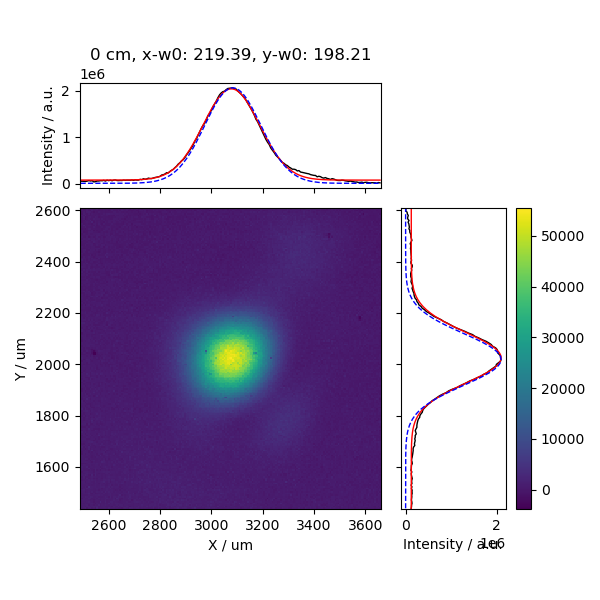 0 cm, x-w0: 219.39, y-w0: 198.21
1e6
2
1
0
Intensity / a.u.
2600
2400
2200
2000
1800
1600
Y / um
2600 2800 3000 3200 3400 3600
X / um
0 2
Intensity / a.u.
1e6
50000
40000
30000
20000
10000
0